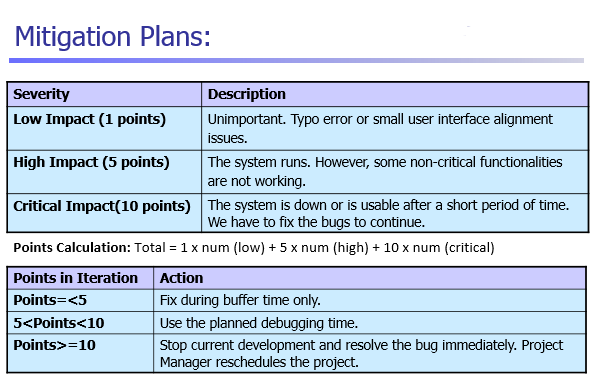 Mitigation Plans:
Severity Description
Low Impact (1 points) Unimportant. Typo error or small user interface alignment
issues.
High Impact (5 points) The system runs. However, some non-critical functionalities
are not working.
Critical Impact(10 points) The system is down or is usable after a short period of time.
We have to fix the bugs to continue.
Points Calculation: Total = 1 x num (low) + 5 x num (high) + 10 x num (critical)
Points in Iteration Action
Points=<5 Fix during buffer time only.
5<Points<10 Use the planned debugging time.
Points>=10 Stop current development and resolve the bug immediately. Project
Manager reschedules the project.